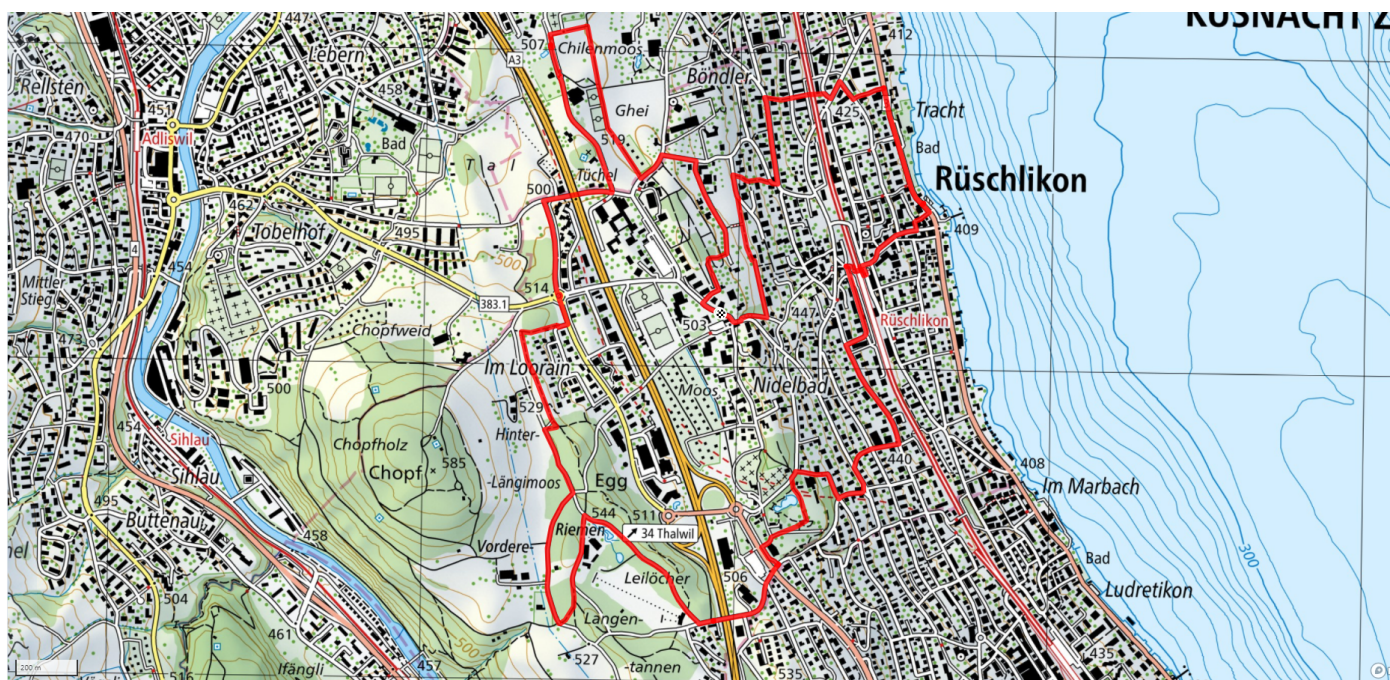 KÜSNACHT Z
447
507
Chilenmoos
A3
412
Lebern
Rellsten
458
Böndler
451
Ghei
425
Tracht
Adliswil
470
Bad
519
Bad
Tal
Tüchel
Rüschlikon
500
462
495
409
Tobelhof
4
454
500
514
Mittler
Stieg
383.1
447
Rüschlikon
503
Chopfweid
473
Im Loorain
Nidelbad
500
Moos
529
454
Hinter-
Sihlau
Chopfholz
440
585
Chopf
408
Sihlau
-Längimoos
Egg
Im Marbach
495
544
511
Buttenau
Riemen
34 Thalwil
300
458
Vordere-
Bad
506
Leilöcher
Ludretikon
504
Langen-
461
500
527
-tannen
435
Ifängli
457
535
516
200 m